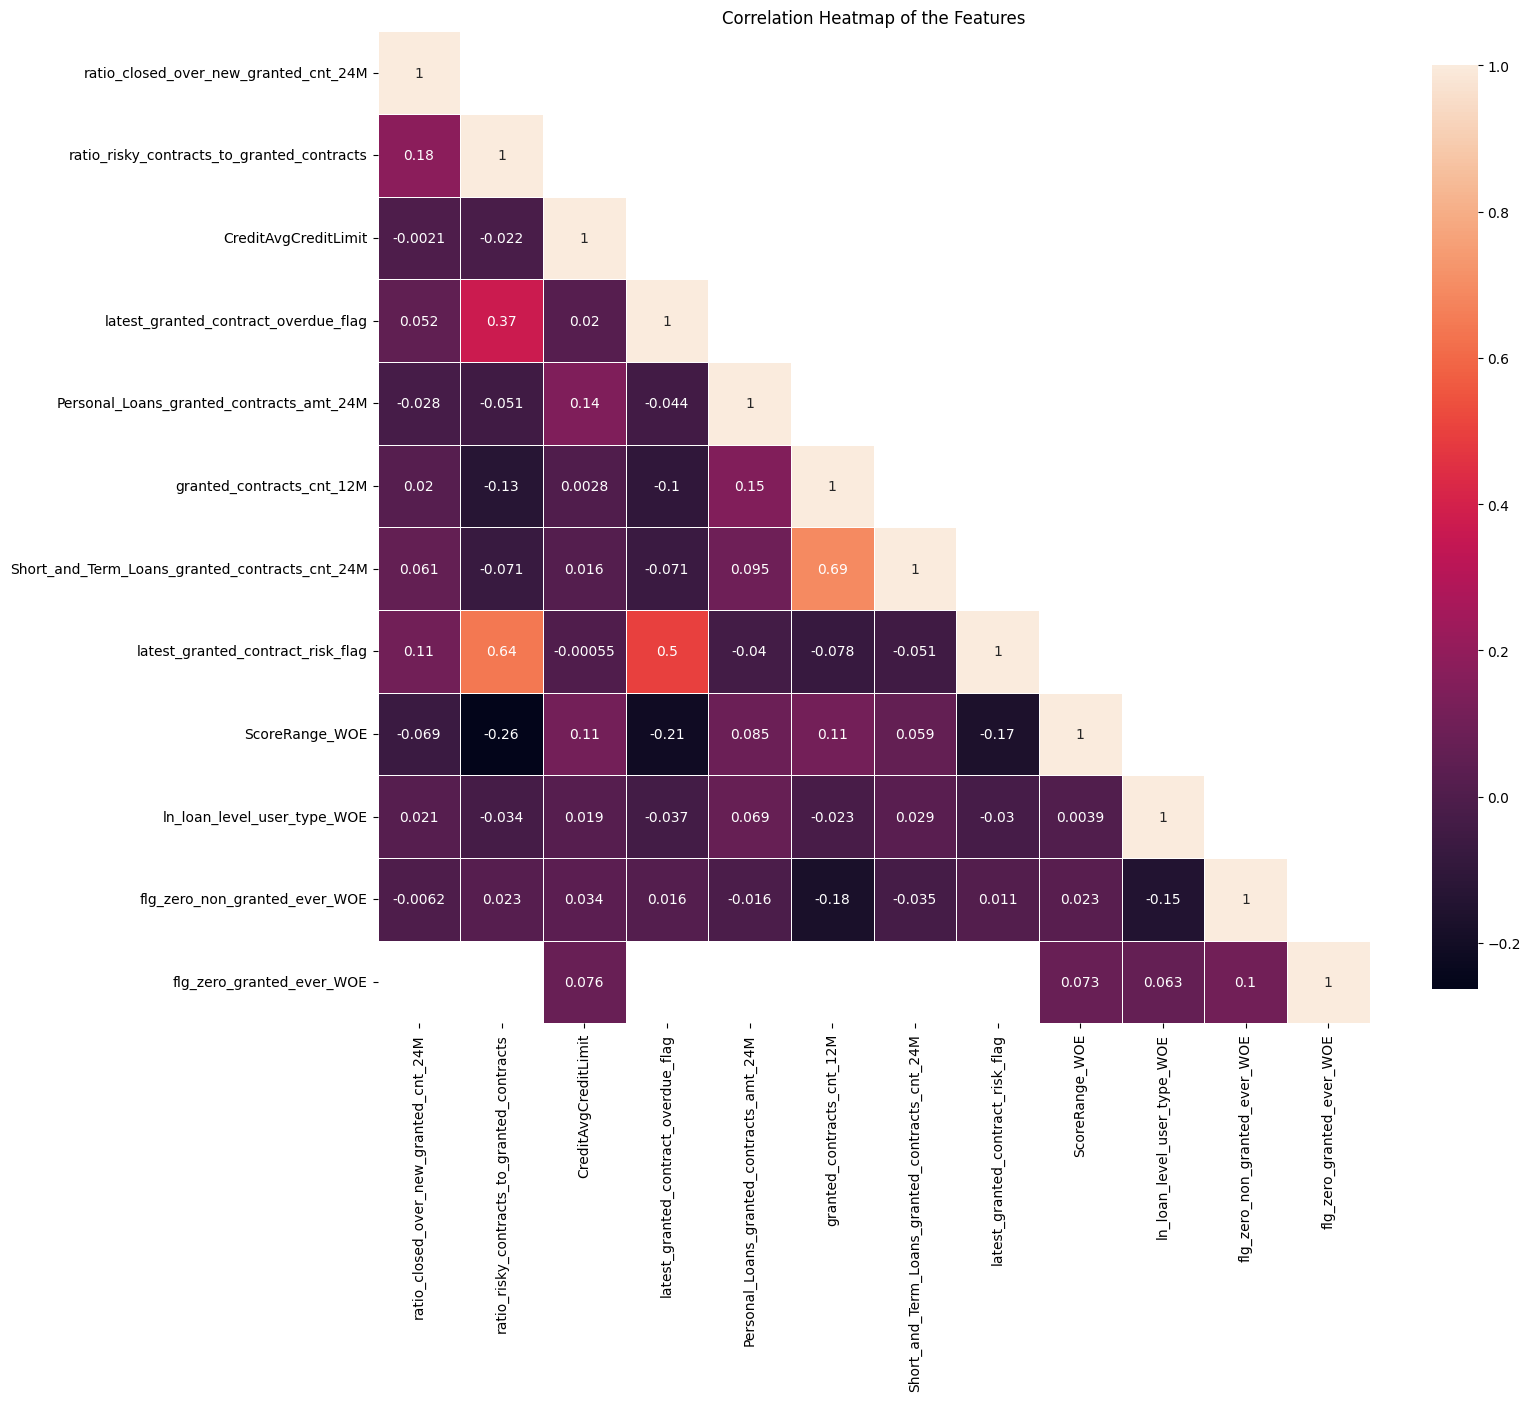 Correlation Heatmap of the Features
ratio_closed_over_new_granted_cnt_24M
1
ratio_risky_contracts_to_granted_contracts
0.18 1
CreditAvgCreditLimit
-0.0021 -0.022 1
latest_granted_contract_overdue_flag
0.052 0.37 0.02 1
Personal_Loans_granted_contracts_amt_24M
-0.028 -0.051 0.14 -0.044 1
granted_contracts_cnt_12M
0.02 -0.13 0.0028 -0.1 0.15 1
Short_and_Term_Loans_granted_contracts_cnt_24M
0.061 -0.071 0.016 -0.071 0.095 0.69 1
latest_granted_contract_risk_flag
0.11 0.64 -0.00055 0.5 -0.04 -0.078 -0.051 1
ScoreRange_WOE
-0.069 -0.26 0.11 -0.21 0.085 0.11 0.059 -0.17 1
ln_loan_level_user_type_WOE
0.021 -0.034 0.019 -0.037 0.069 -0.023 0.029 -0.03 0.0039 1
flg_zero_non_granted_ever_WOE
-0.0062 0.023 0.034 0.016 -0.016 -0.18 -0.035 0.011 0.023 -0.15 1
flg_zero_granted_ever_WOE
0.076 0.073 0.063 0.1 1
ratio_closed_over_new_granted_cnt_24M
ratio_risky_contracts_to_granted_contracts
CreditAvgCreditLimit
latest_granted_contract_overdue_flag
Personal_Loans_granted_contracts_amt_24M
granted_contracts_cnt_12M
Short_and_Term_Loans_granted_contracts_cnt_24M
latest_granted_contract_risk_flag
ScoreRange_WOE
ln_loan_level_user_type_WOE
flg_zero_non_granted_ever_WOE
flg_zero_granted_ever_WOE
1.0
0.8
0.6
0.4
0.2
0.0
−0.2